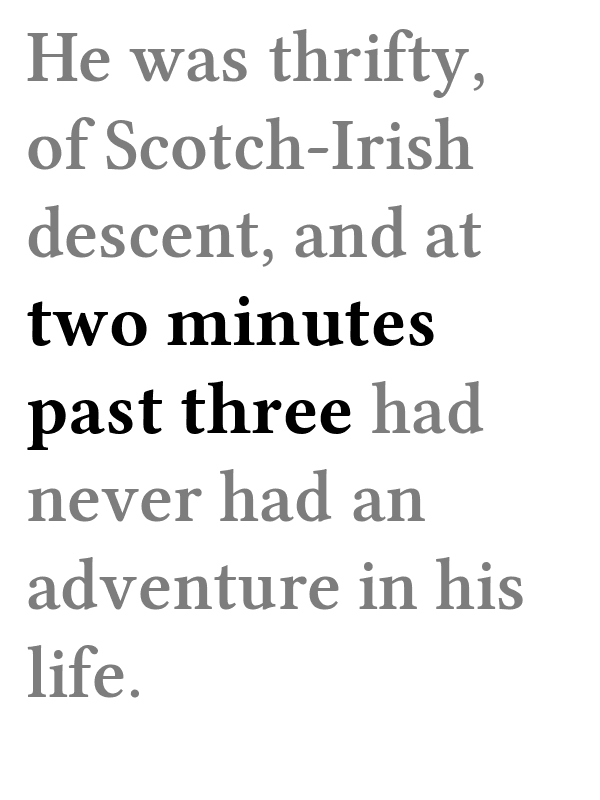 He was thrifty,
of Scotch-Irish
descent, and at
two minutes
past three had
never had an
adventure in his
life.